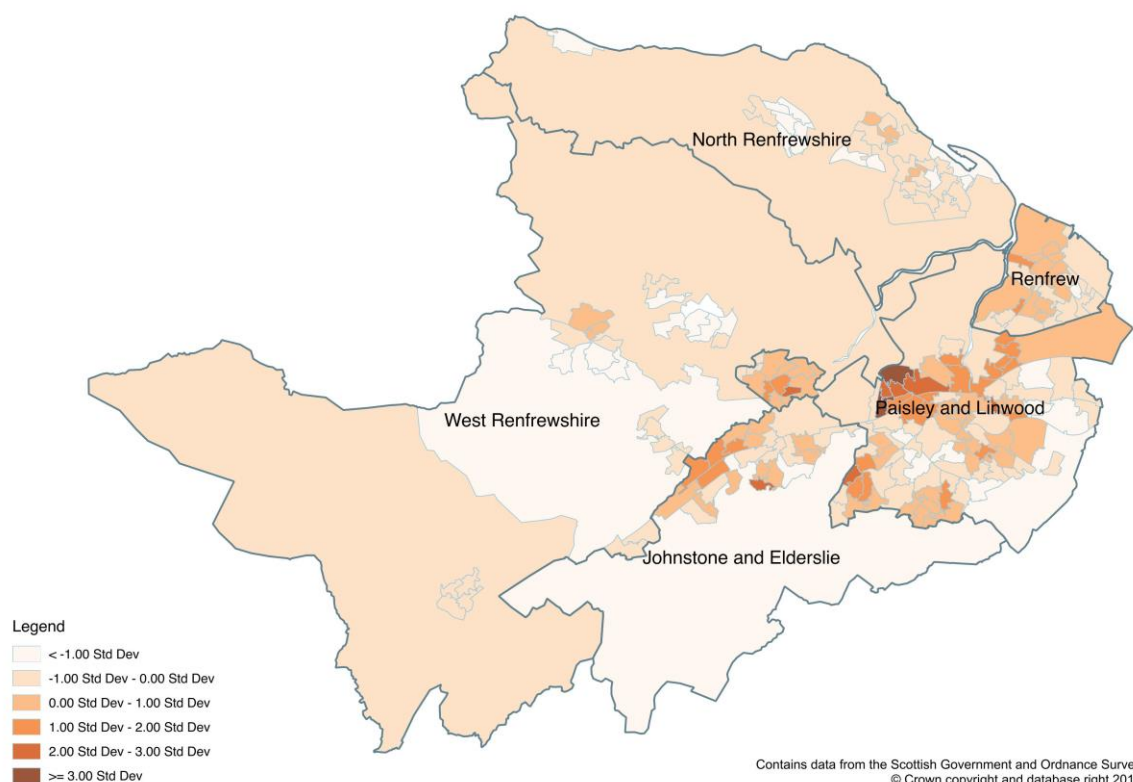 North Renfrewshire
Renfrew
West Renfrewshire
Paisley and Linwood
Johnstone and Elderslie
Legend
< -1.00 Std Dev
-1.00 Std Dev - 0.00 Std Dev
0.00 Std Dev - 1.00 Std Dev
1.00 Std Dev - 2.00 Std Dev
2.00 Std Dev - 3.00 Std Dev
>= 3.00 Std Dev
Contains data from the Scottish Government and Ordnance Surve
© Crown copyright and database right 201